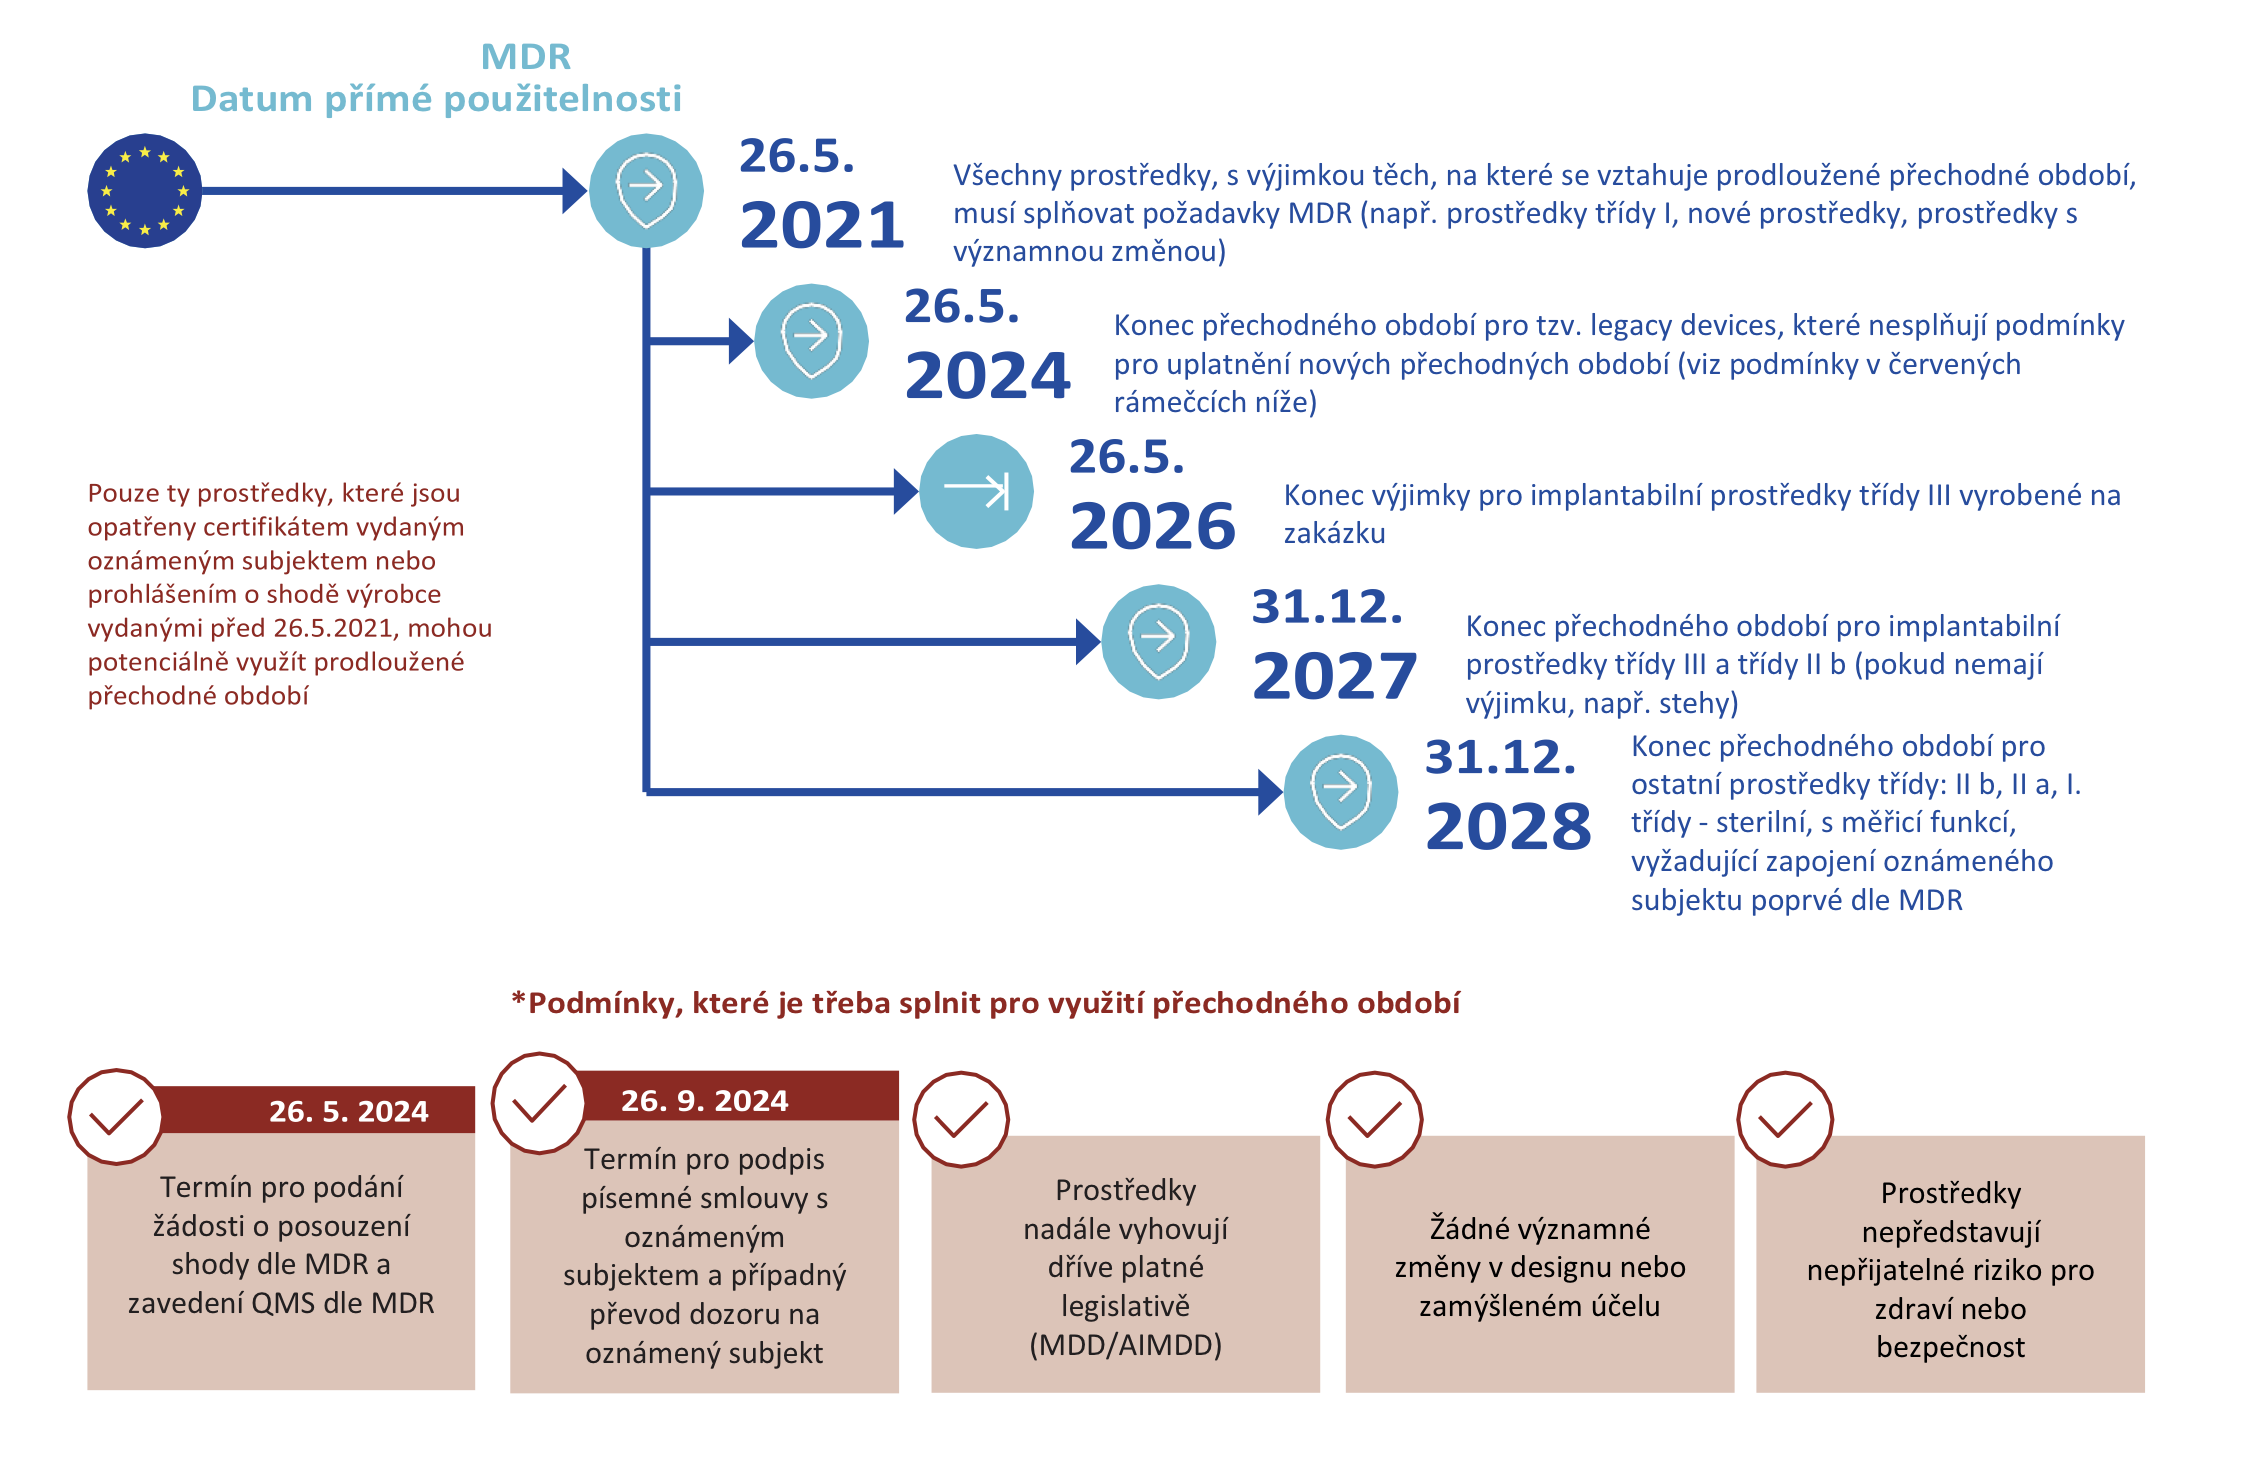 MDR
Datum přímé použitelnosti
26.5.
2021
Všechny prostředky, s výjimkou těch, na které se vztahuje prodloužené přechodné období,
musí splňovat požadavky MDR (např. prostředky třídy I, nové prostředky, prostředky s
významnou změnou)
26.5.
2024
Konec přechodného období pro tzv. legacy devices, které nesplňují podmínky
pro uplatnění nových přechodných období (viz podmínky v červených
rámečcích níže)
26.5.
2026
Konec výjimky pro implantabilní prostředky třídy III vyrobené na
zakázku
Pouze ty prostředky, které jsou
opatřeny certifikátem vydaným
oznámeným subjektem nebo
prohlášením o shodě výrobce
vydanými před 26.5.2021, mohou
potenciálně využít prodloužené
přechodné období
31.12.
2027
Konec přechodného období pro implantabilní
prostředky třídy III a třídy II b (pokud nemají
výjimku, např. stehy)
31.12.
2028
Konec přechodného období pro
ostatní prostředky třídy: II b, II a, I.
třídy - sterilní, s měřicí funkcí,
vyžadující zapojení oznámeného
subjektu poprvé dle MDR
*Podmínky, které je třeba splnit pro využití přechodného období
26. 5. 2024
Termín pro podání
žádosti o posouzení
shody dle MDR a
zavedení QMS dle MDR
26. 9. 2024
Termín pro podpis
písemné smlouvy s
oznámeným
subjektem a případný
převod dozoru na
oznámený subjekt
Prostředky
nadále vyhovují
dříve platné
legislativě
(MDD/AIMDD)
Žádné významné
změny v designu nebo
zamýšleném účelu
Prostředky
nepředstavují
nepřijatelné riziko pro
zdraví nebo
bezpečnost